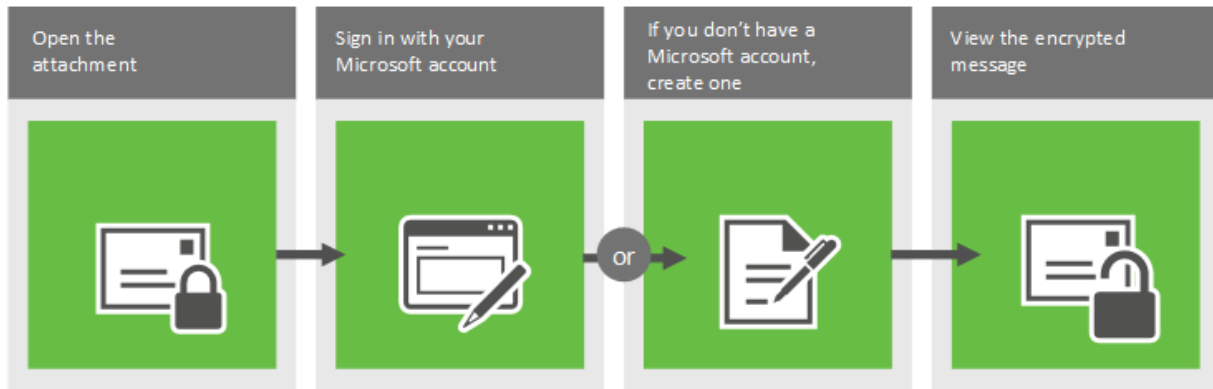 Open the
attachment
Sign in with your
Microsoft account
If you don’t have a
Microsoft account,
create one
View the encrypted
message
or